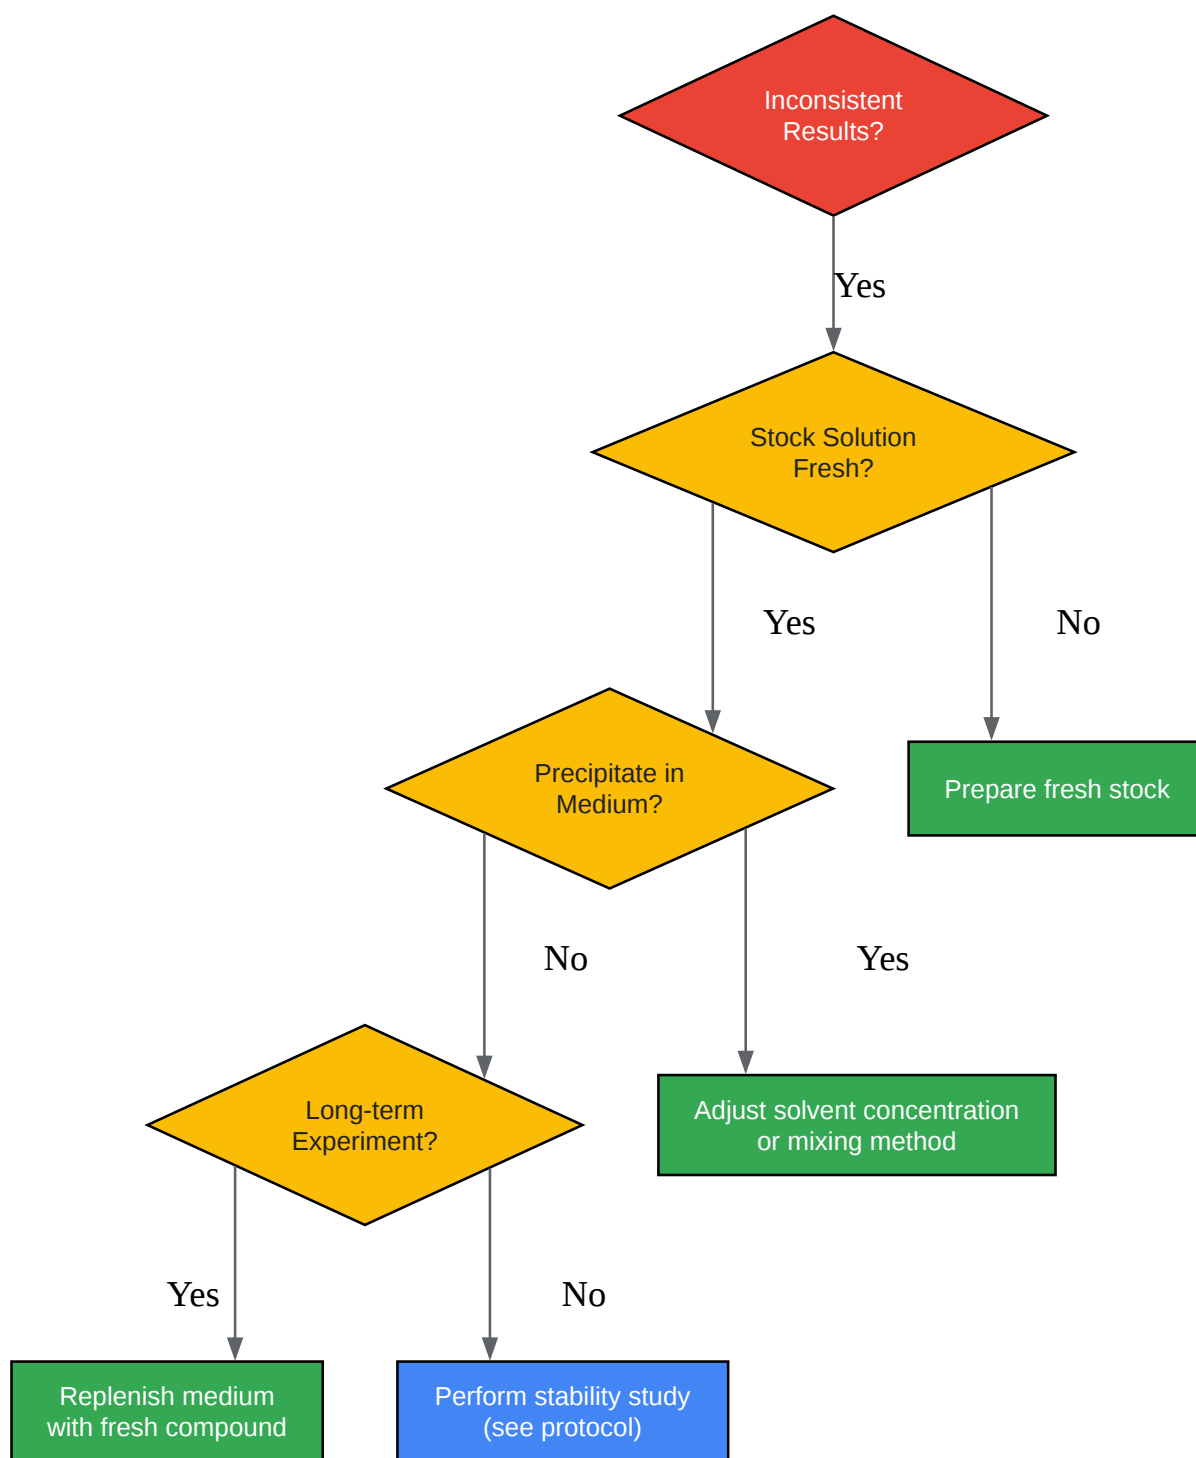 Inconsistent
Results?
Yes
Stock Solution
Fresh?
Yes
No
Precipitate in
Medium?
Prepare fresh stock
No
Yes
Long-term
Experiment?
Adjust solvent concentration
or mixing method
Yes
No
Replenish medium
with fresh compound
Perform stability study
(see protocol)